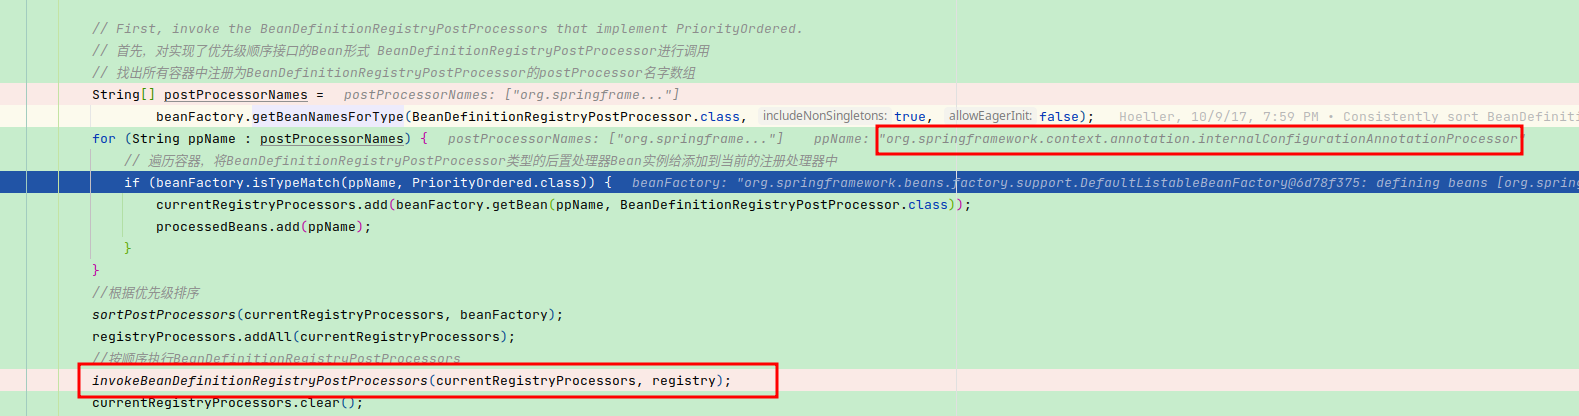 // First, invoke the BeanDefinitionRegistryPostProcessors that implement PriorityOrdered.
// 首先，对实现了优先级顺序接口的Bean形式 BeanDefinitionRegistryPostProcessor进行调用
// 找出所有容器中注册为BeanDefinitionRegistryPostProcessor的postProcessor名字数组
String[] postProcessorNames = postProcessorNames: ["org.springframe..."]
beanFactory.getBeanNamesForType(BeanDefinitionRegistryPostProcessor.class, includeNonSingletons: true, allowEagerInit: false); Hoeller, 10/9/17, 7:59 PM • Consistently sort BeanDefiniti
for (String ppName : postProcessorNames) { postProcessorNames: ["org.springframe..."] ppName: "org.springframework.context.annotation.internalConfigurationAnnotationProcessor"
// 遍历容器，将BeanDefinitionRegistryPostProcessor类型的后置处理器Bean实例给添加到当前的注册处理器中
if (beanFactory.isTypeMatch(ppName, PriorityOrdered.class)) { beanFactory: "org.springframework.beans.factory.support.DefaultListableBeanFactory@6d78f375: defining beans [org.spring
currentRegistryProcessors.add(beanFactory.getBean(ppName, BeanDefinitionRegistryPostProcessor.class));
processedBeans.add(ppName);
}
}
//根据优先级排序
sortPostProcessors(currentRegistryProcessors, beanFactory);
registryProcessors.addAll(currentRegistryProcessors);
//按顺序执行BeanDefinitionRegistryPostProcessors
invokeBeanDefinitionRegistryPostProcessors(currentRegistryProcessors, registry);
currentRegistryProcessors.clear();